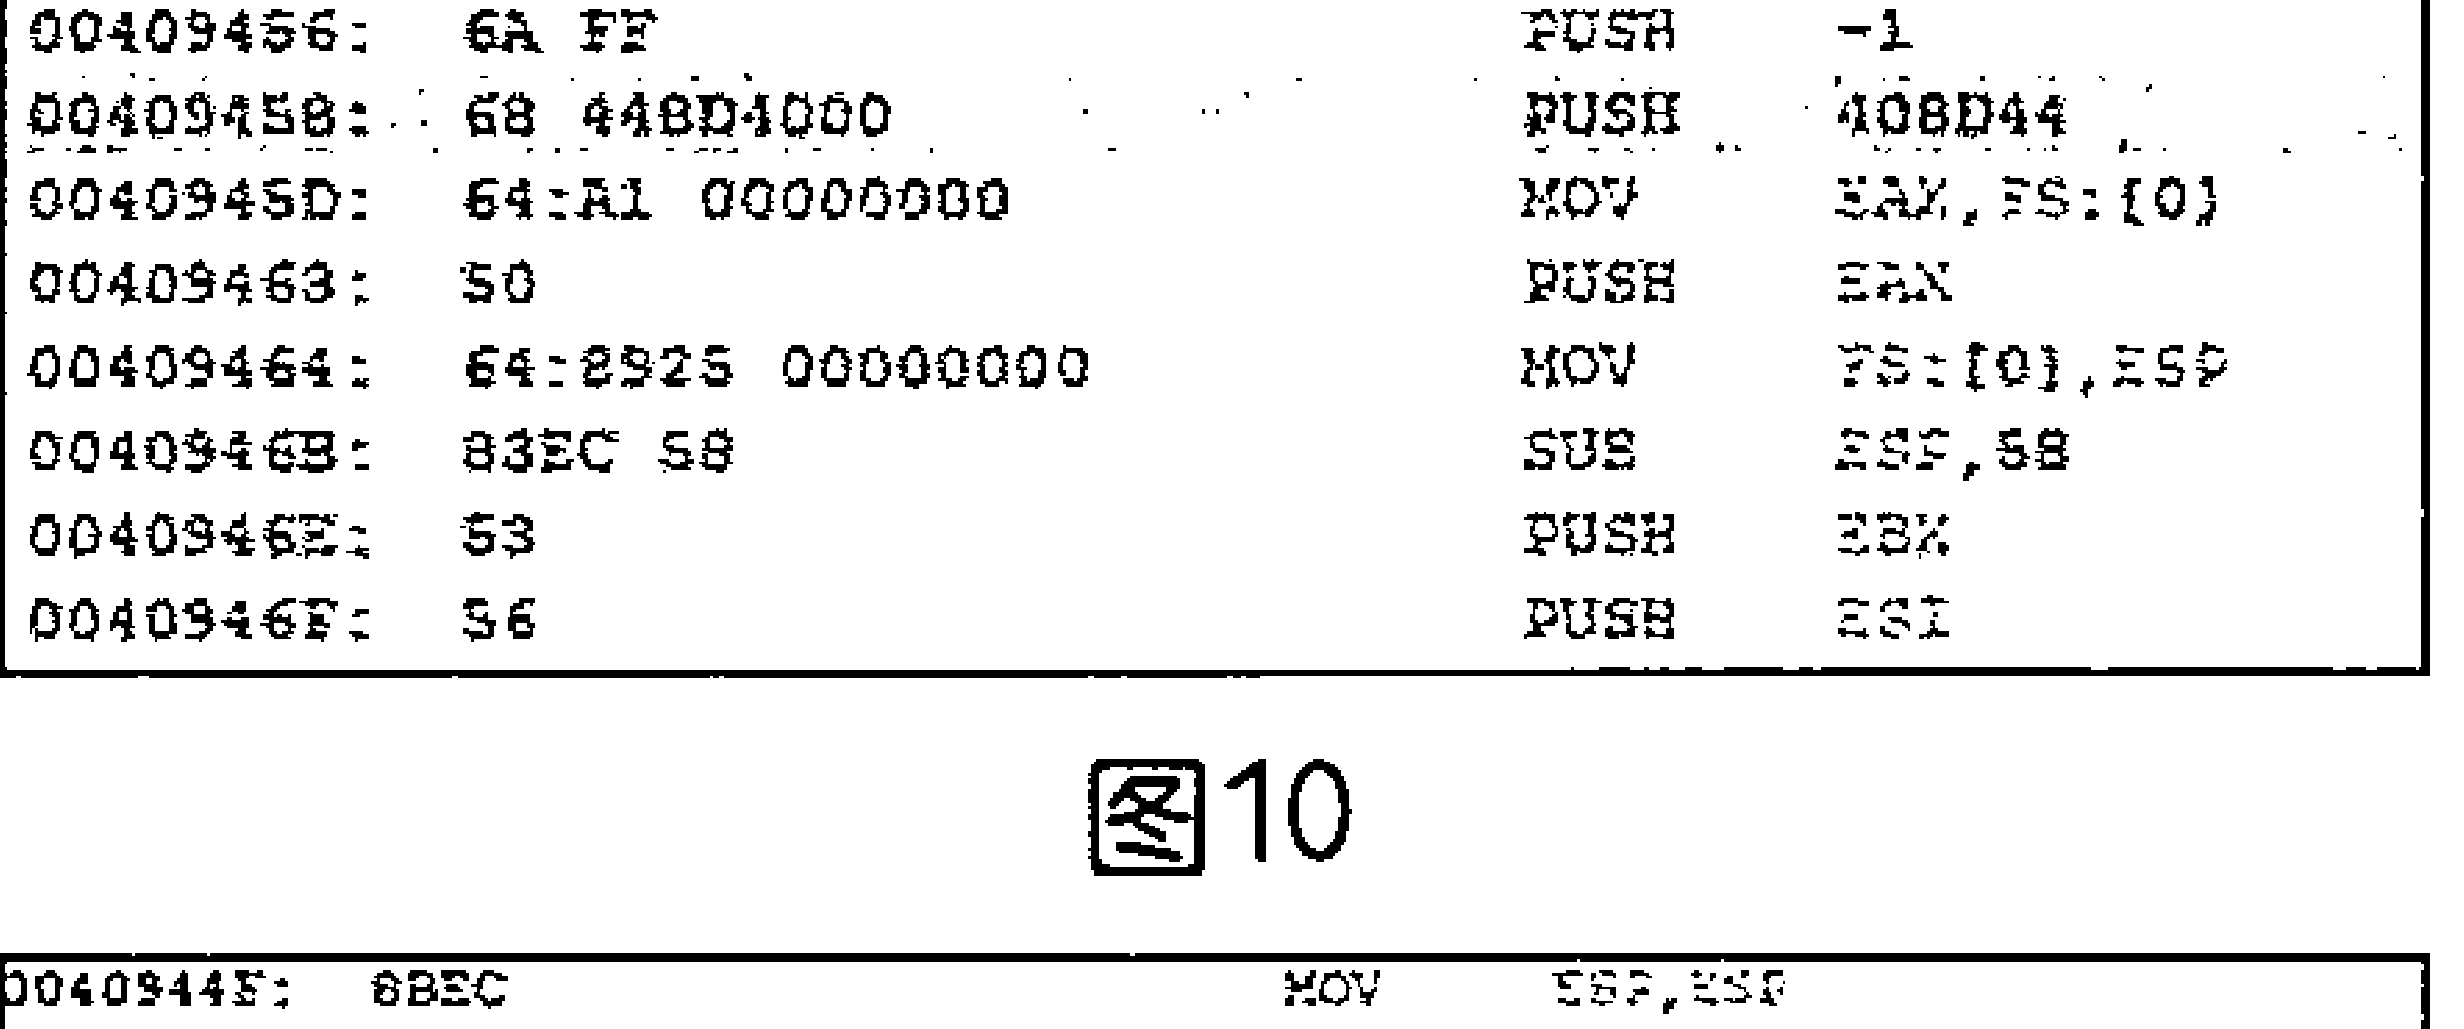 00409456: 6A FF PUSH -1
00409458: 68 448D4000 PUSH 408D44
0040945D: 64:A1 00000000 MOV EAX,FS:[0]
00409463: 50 PUSH EAX
00409464: 64:8925 00000000 MOV FS:[0],ESP
0040946B: 83EC 58 SUB ESP,58
0040946E: 53 PUSH EBX
0040946F: 56 PUSH ESI
图10
0040944F: 8BEC MOV EBP,ESP